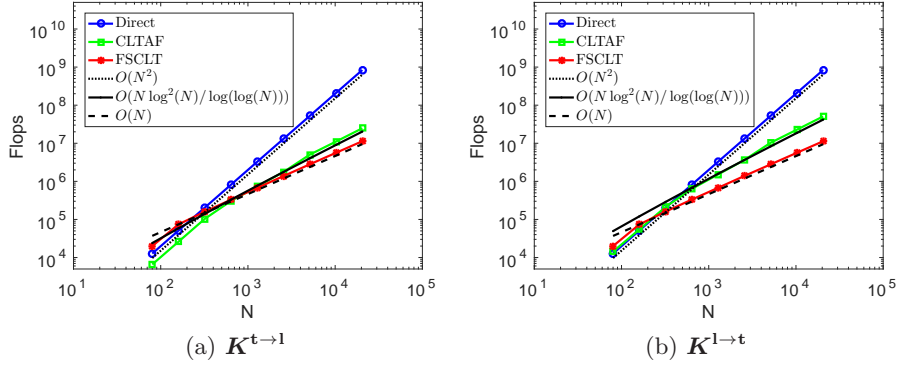 10^10
10^9
10^8
10^7
10^6
10^5
10^4
Flops
Direct
CLTAF
FSCLT
O(N^2)
O(N log^2(N)/ log(log(N)))
O(N)
10^1
10^2
10^3
10^4
10^5
N
(a) K^{t→l}
10^10
10^9
10^8
10^7
10^6
10^5
10^4
Flops
Direct
CLTAF
FSCLT
O(N^2)
O(N log^2(N)/ log(log(N)))
O(N)
10^1
10^2
10^3
10^4
10^5
N
(b) K^{l→t}